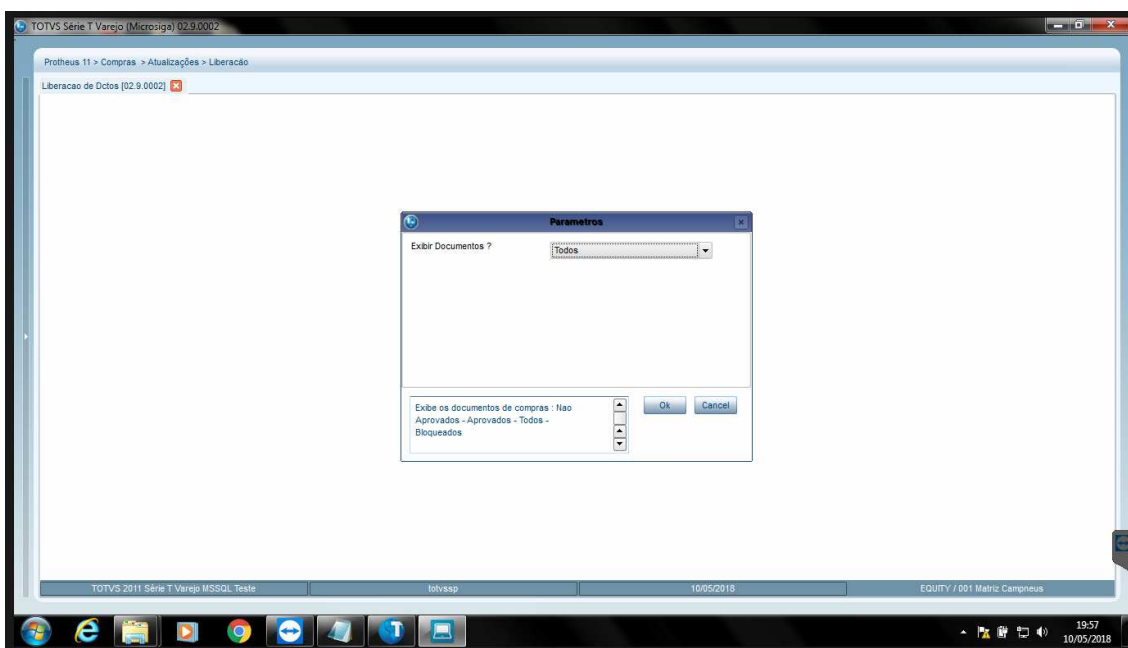 TOTVS Série T Varejo (Microsiga) 02.9.0002
Protheus 11 > Compras > Atualizações > Liberacão
Liberacao de Dctos [02.9.0002]
Parametros
Exibir Documentos ?
Todos
Exibe os documentos de compras : Nao
Aprovados - Aprovados - Todos -
Bloqueados
Ok
Cancel
TOTVS 2011 Série T Varejo MSSQL Teste
totvssp
10/05/2018
EQUITY / 001 Matriz Campneus
19:57
10/05/2018